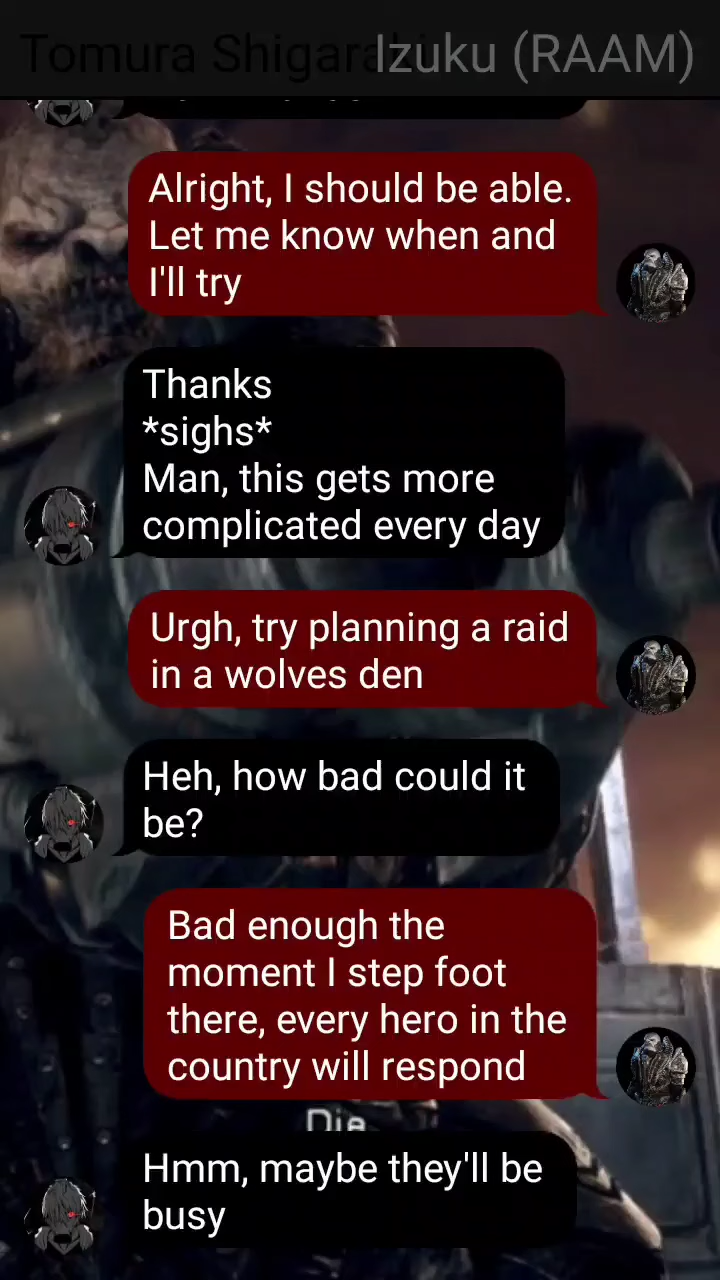 Tomura Shigaraki Izuku (RAAM)
Alright, I should be able.
Let me know when and
I'll try
Thanks
*sighs*
Man, this gets more
complicated every day
Urgh, try planning a raid
in a wolves den
Heh, how bad could it
be?
Bad enough the
moment I step foot
there, every hero in the
country will respond
Die
Hmm, maybe they'll be
busy